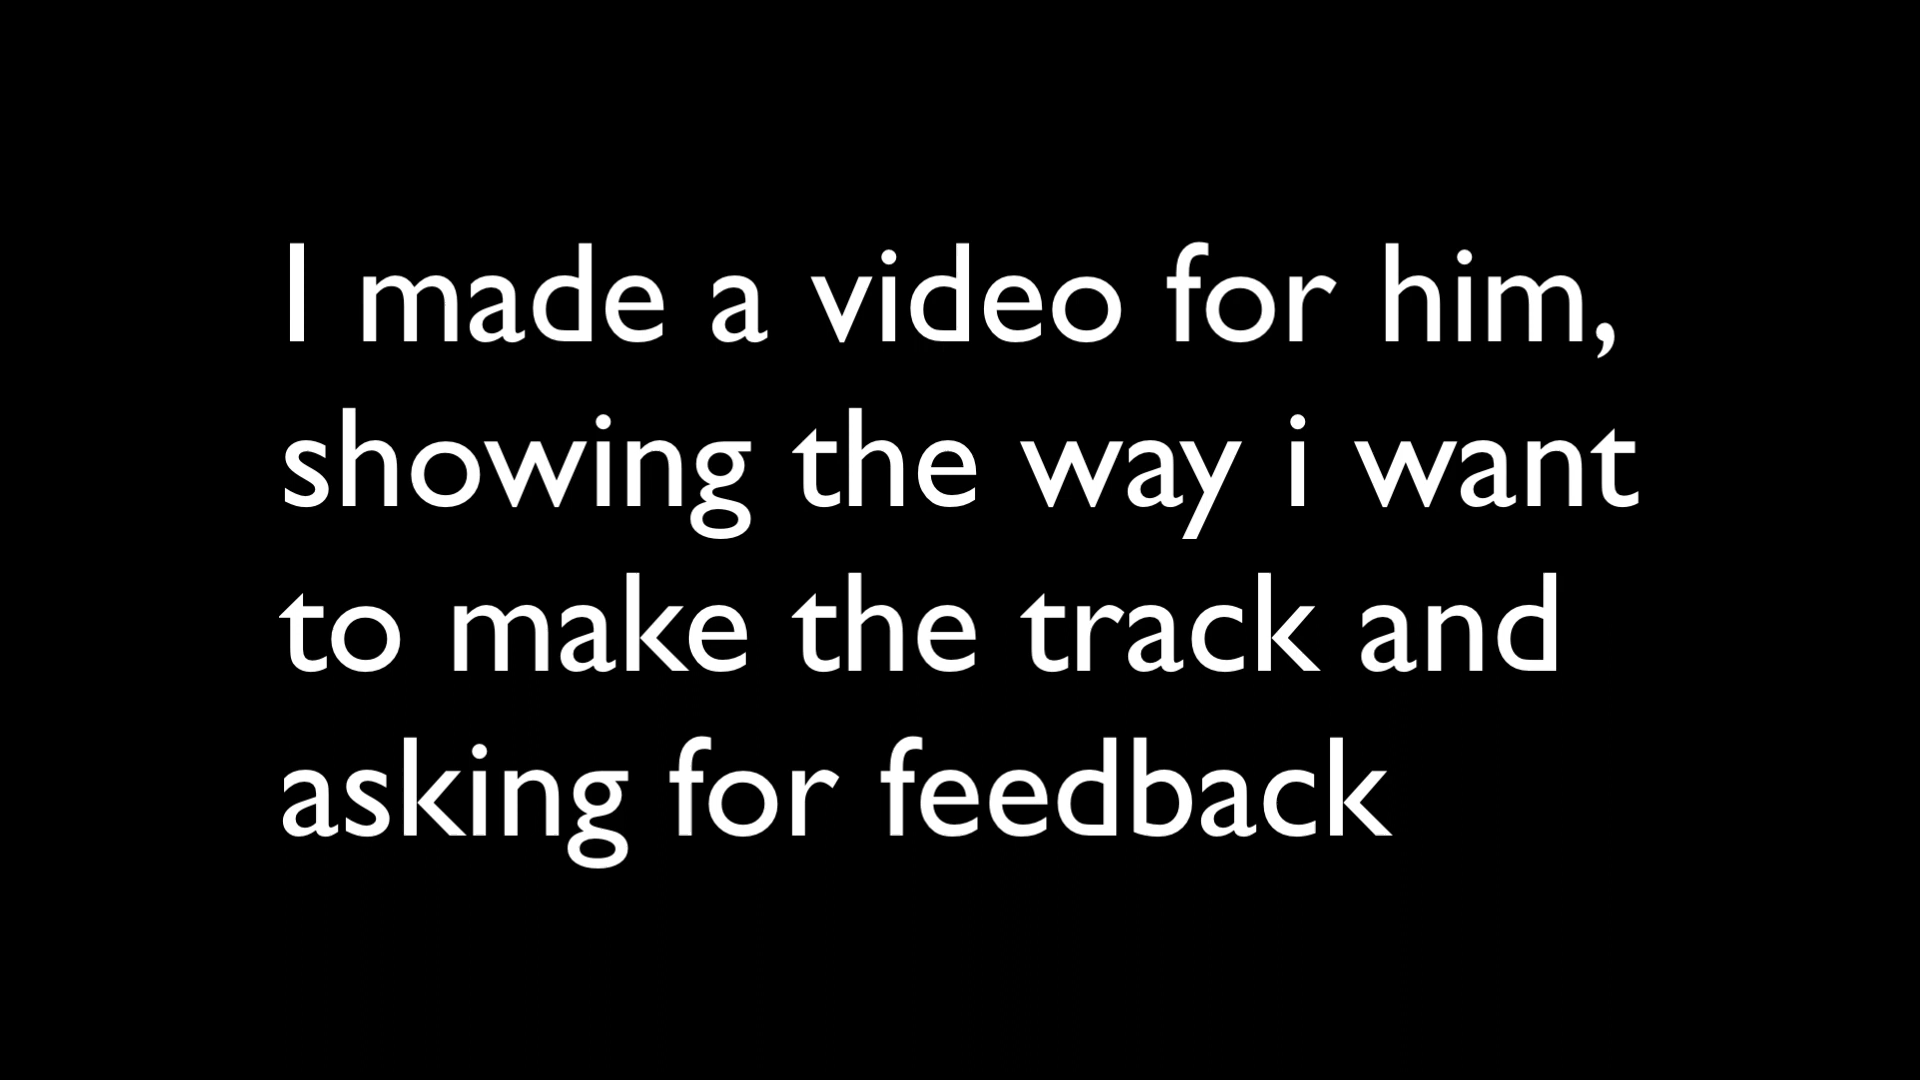 I made a video for him,
showing the way i want
to make the track and
asking for feedback